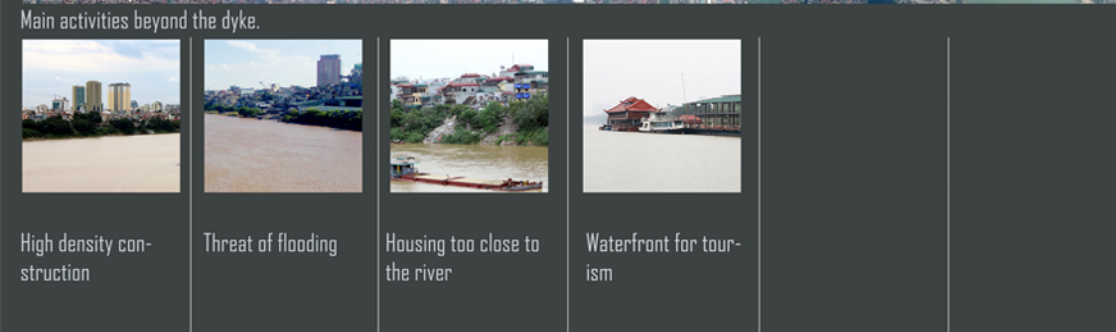 Main activities beyond the dyke.
High density con-
struction
Threat of flooding
Housing too close to
the river
Waterfront for tour-
ism